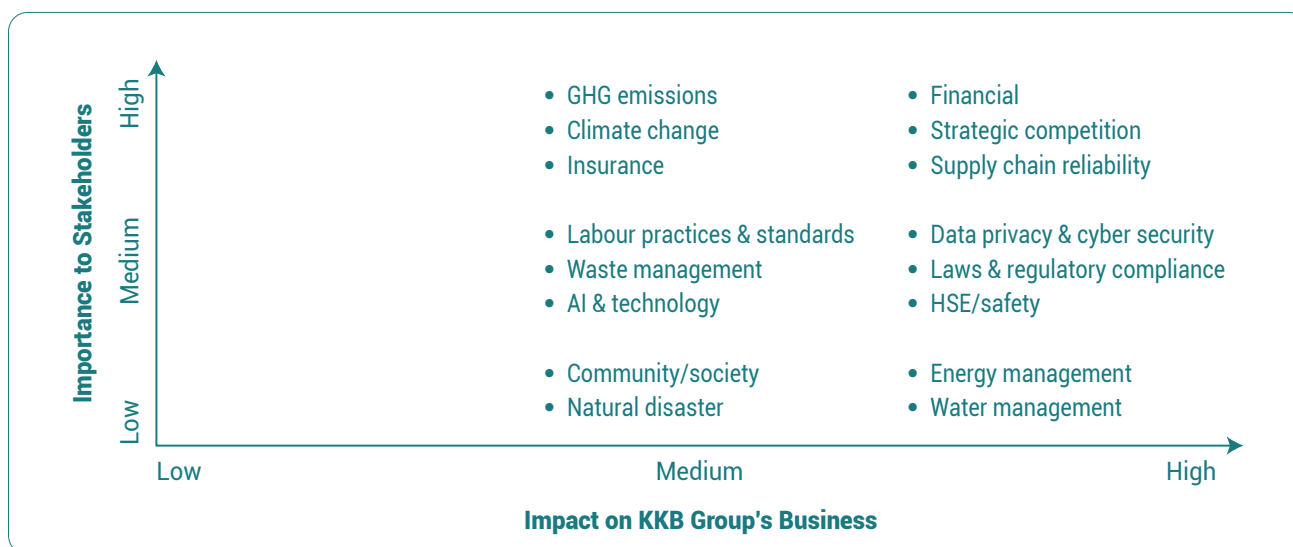 Importance to Stakeholders
High
Medium
Low
• GHG emissions
• Climate change
• Insurance
• Financial
• Strategic competition
• Supply chain reliability
• Labour practices & standards
• Waste management
• AI & technology
• Data privacy & cyber security
• Laws & regulatory compliance
• HSE/safety
• Community/society
• Natural disaster
• Energy management
• Water management
Low
Medium
High
Impact on KKB Group's Business